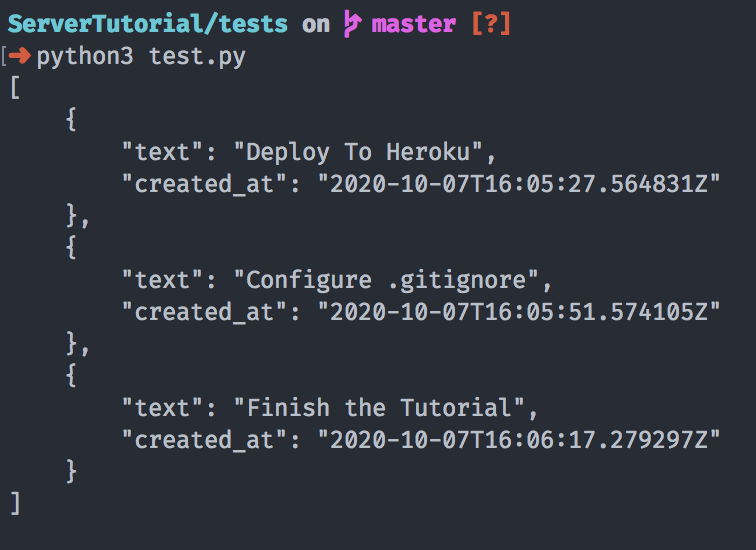 ServerTutorial/tests on master [?]
[➜ python3 test.py
[
    {
        "text": "Deploy To Heroku",
        "created_at": "2020-10-07T16:05:27.564831Z"
    },
    {
        "text": "Configure .gitignore",
        "created_at": "2020-10-07T16:05:51.574105Z"
    },
    {
        "text": "Finish the Tutorial",
        "created_at": "2020-10-07T16:06:17.279297Z"
    }
]